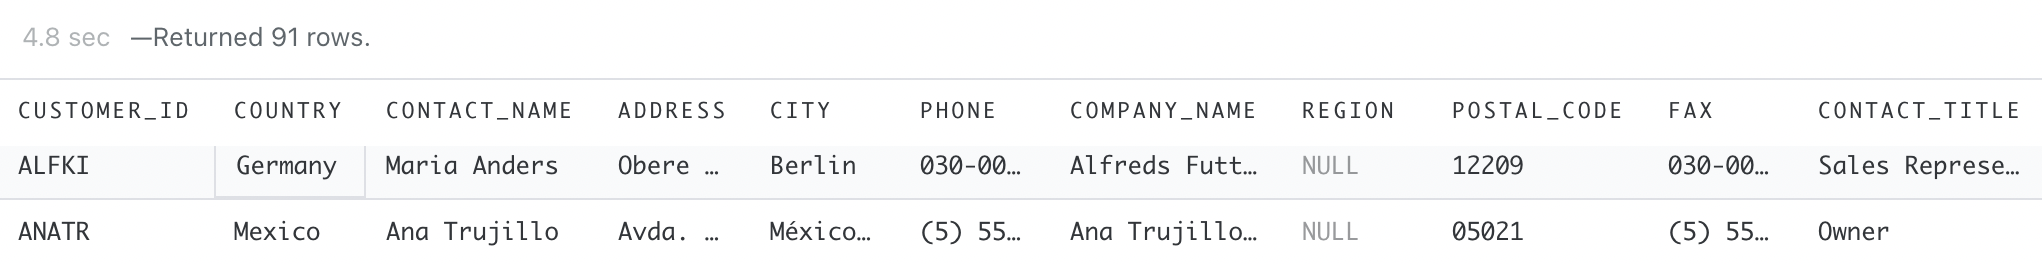 4.8 sec —Returned 91 rows.
CUSTOMER_ID COUNTRY CONTACT_NAME ADDRESS CITY PHONE COMPANY_NAME REGION POSTAL_CODE FAX CONTACT_TITLE
ALFKI Germany Maria Anders Obere … Berlin 030-00… Alfreds Futt… NULL 12209 030-00… Sales Represe…
ANATR Mexico Ana Trujillo Avda. … México… (5) 55… Ana Trujillo… NULL 05021 (5) 55… Owner